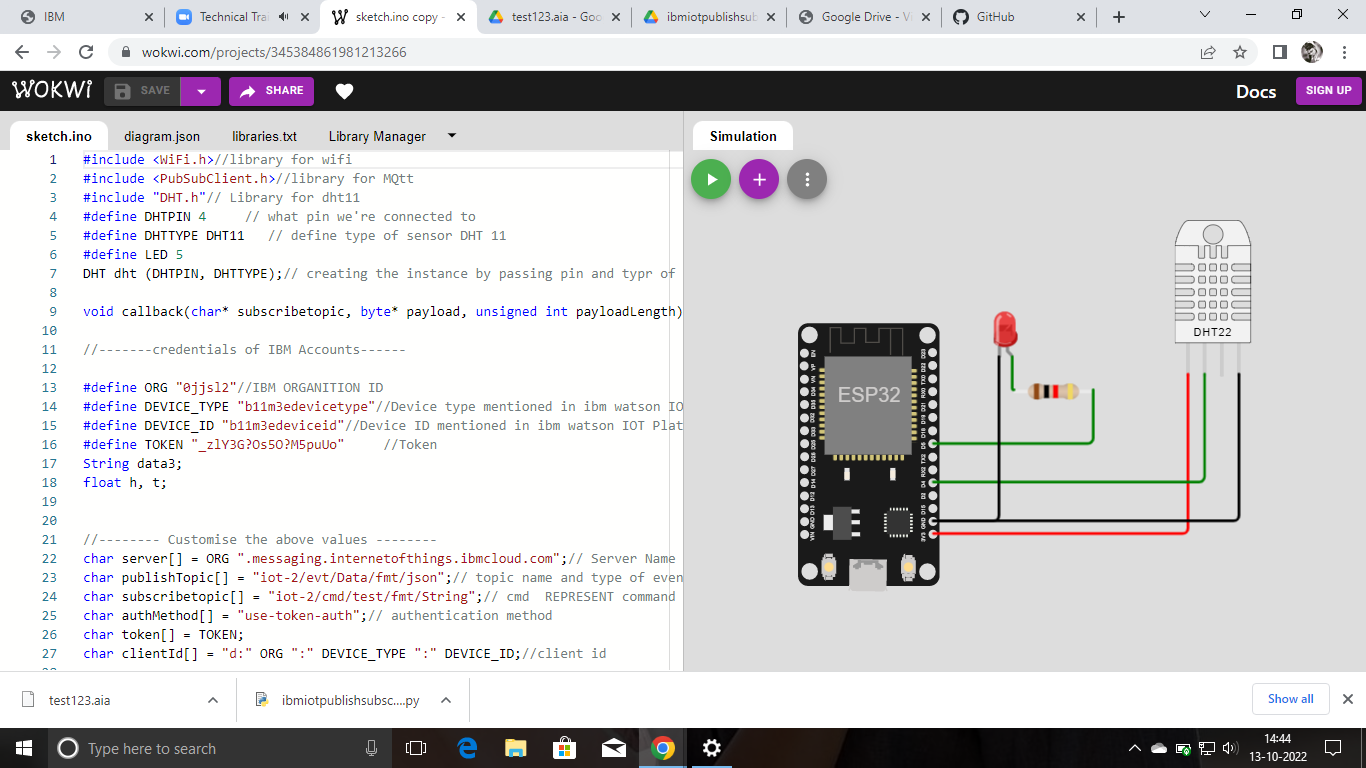 IBM
Technical Tra
sketch.ino copy -
test123.aia - Goo
ibmiotpublishsub
Google Drive - Vi
GitHub
wokwi.com/projects/345384861981213266
WOKWI
SAVE
SHARE
Docs
SIGN UP
sketch.ino
diagram.json
libraries.txt
Library Manager
Simulation
1 #include <WiFi.h>//library for wifi
2 #include <PubSubClient.h>//library for MQtt
3 #include "DHT.h"// Library for dht11
4 #define DHTPIN 4 // what pin we're connected to
5 #define DHTTYPE DHT11 // define type of sensor DHT 11
6 #define LED 5
7 DHT dht (DHTPIN, DHTTYPE);// creating the instance by passing pin and typr of
8
9 void callback(char* subscribetopic, byte* payload, unsigned int payloadLength)
10
11 //-------credentials of IBM Accounts------
12
13 #define ORG "0jjsl2"//IBM ORGANITION ID
14 #define DEVICE_TYPE "b11m3edevicetype"//Device type mentioned in ibm watson IO
15 #define DEVICE_ID "b11m3edeviceid"//Device ID mentioned in ibm watson IOT Plat
16 #define TOKEN "_zlY3G?Os5O?M5puUo" //Token
17 String data3;
18 float h, t;
19
20
21 //-------- Customise the above values --------
22 char server[] = ORG ".messaging.internetofthings.ibmcloud.com";// Server Name
23 char publishTopic[] = "iot-2/evt/Data/fmt/json";// topic name and type of even
24 char subscribetopic[] = "iot-2/cmd/test/fmt/String";// cmd REPRESENT command
25 char authMethod[] = "use-token-auth";// authentication method
26 char token[] = TOKEN;
27 char clientId[] = "d:" ORG ":" DEVICE_TYPE ":" DEVICE_ID;//client id
ESP32
DHT22
test123.aia
ibmiotpublishsubsc....py
Show all
Type here to search
14:44
13-10-2022